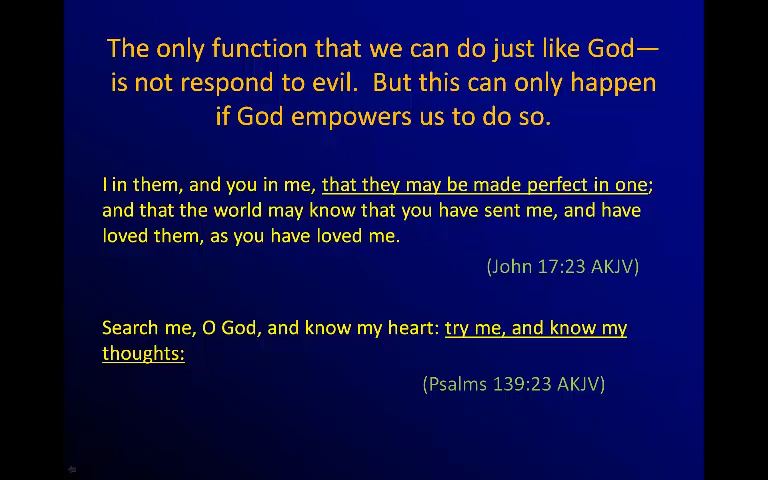 The only function that we can do just like God—
is not respond to evil.  But this can only happen
if God empowers us to do so.
I in them, and you in me, that they may be made perfect in one;
and that the world may know that you have sent me, and have
loved them, as you have loved me.
(John 17:23 AKJV)
Search me, O God, and know my heart: try me, and know my
thoughts:
(Psalms 139:23 AKJV)